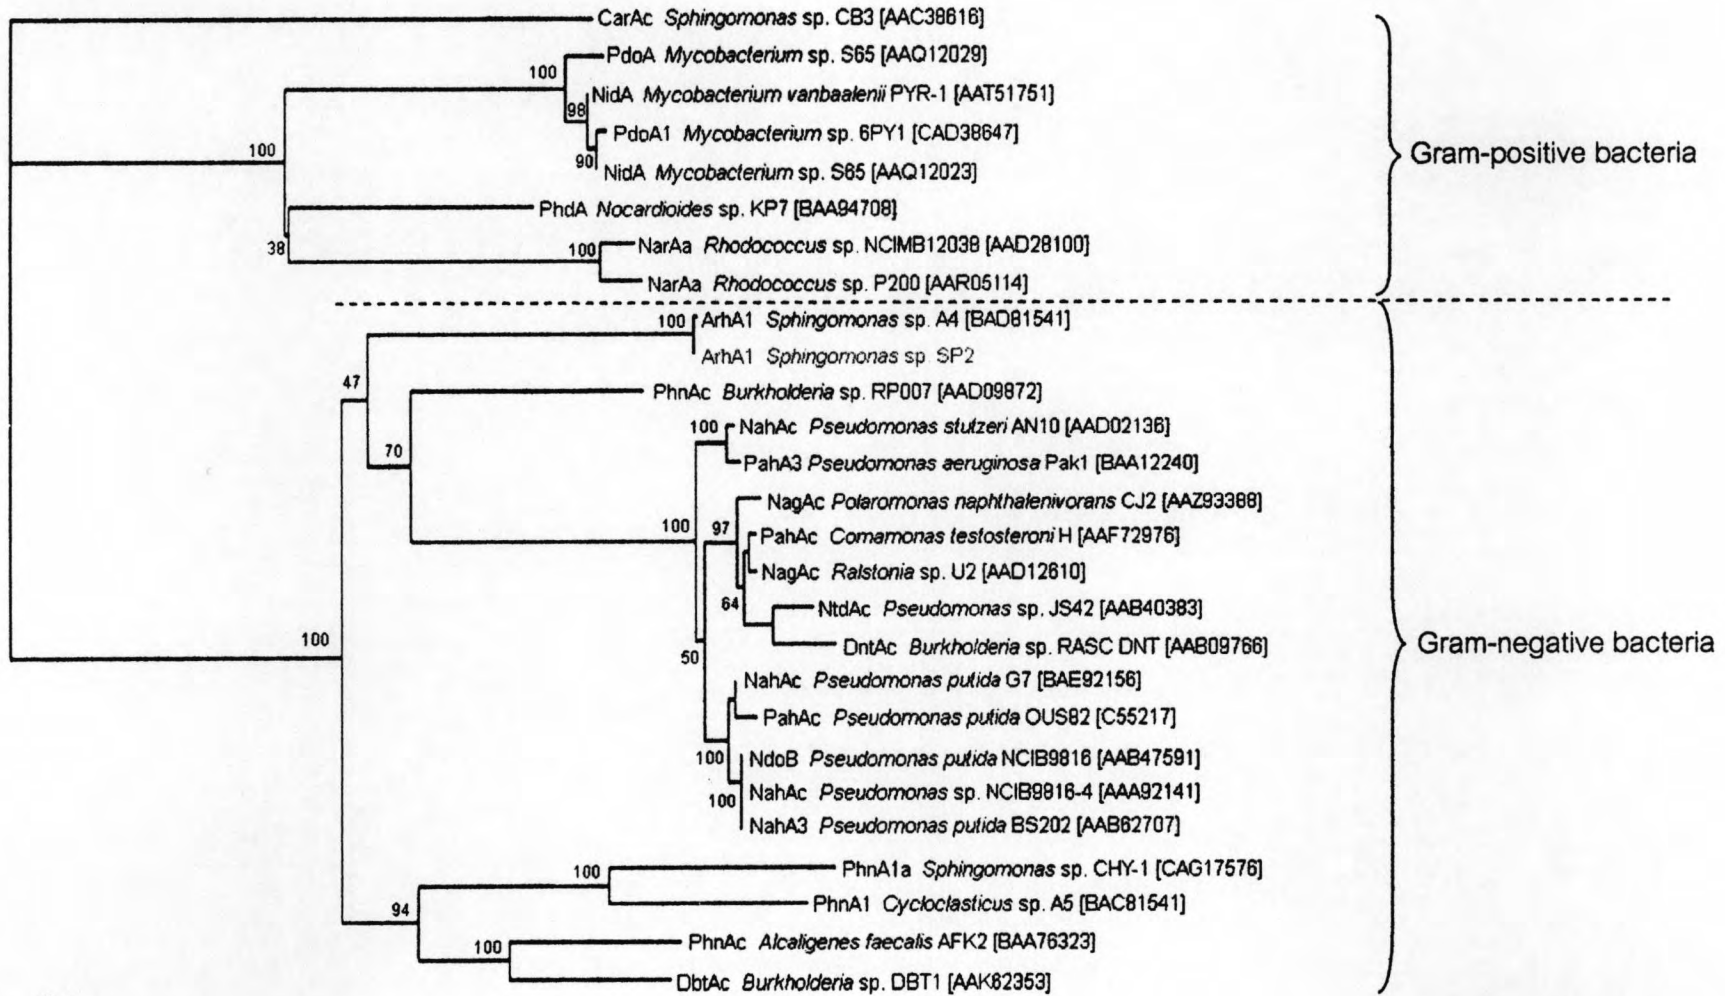 CarAc Sphingomonas sp. CB3 [AAC38616]
PdoA Mycobacterium sp. S65 [AAQ12029]
100
NidA Mycobacterium vanbaalenii PYR-1 [AAT51751]
98
PdoA1 Mycobacterium sp. 6PY1 [CAD38647]
100
90
Gram-positive bacteria
NidA Mycobacterium sp. S65 [AAQ12023]
PhdA Nocardioides sp. KP7 [BAA94708]
38
100
NarAa Rhodococcus sp. NCIMB12038 [AAD28100]
NarAa Rhodococcus sp. P200 [AAR05114]
100
ArhA1 Sphingomonas sp. A4 [BAD81541]
ArhA1 Sphingomonas sp SP2
47
PhnAc Burkholderia sp. RP007 [AAD09872]
100
NahAc Pseudomonas stutzeri AN10 [AAD02136]
70
PahA3 Pseudomonas aeruginosa Pak1 [BAA12240]
NagAc Polaromonas naphthalenivorans CJ2 [AAZ93388]
100
97
PahAc Comamonas testosteroni H [AAF72976]
NagAc Ralstonia sp. U2 [AAD12610]
64
NtdAc Pseudomonas sp. JS42 [AAB40383]
100
DntAc Burkholderia sp. RASC DNT [AAB09766]
Gram-negative bacteria
50
NahAc Pseudomonas putida G7 [BAE92156]
PahAc Pseudomonas putida OUS82 [C55217]
100
NdoB Pseudomonas putida NCIB9816 [AAB47591]
NahAc Pseudomonas sp. NCIB9816-4 [AAA92141]
100
NahA3 Pseudomonas putida BS202 [AAB62707]
100
PhnA1a Sphingomonas sp. CHY-1 [CAG17576]
94
PhnA1 Cycloclasticus sp. A5 [BAC81541]
100
PhnAc Alcaligenes faecalis AFK2 [BAA76323]
DbtAc Burkholderia sp. DBT1 [AAK62353]